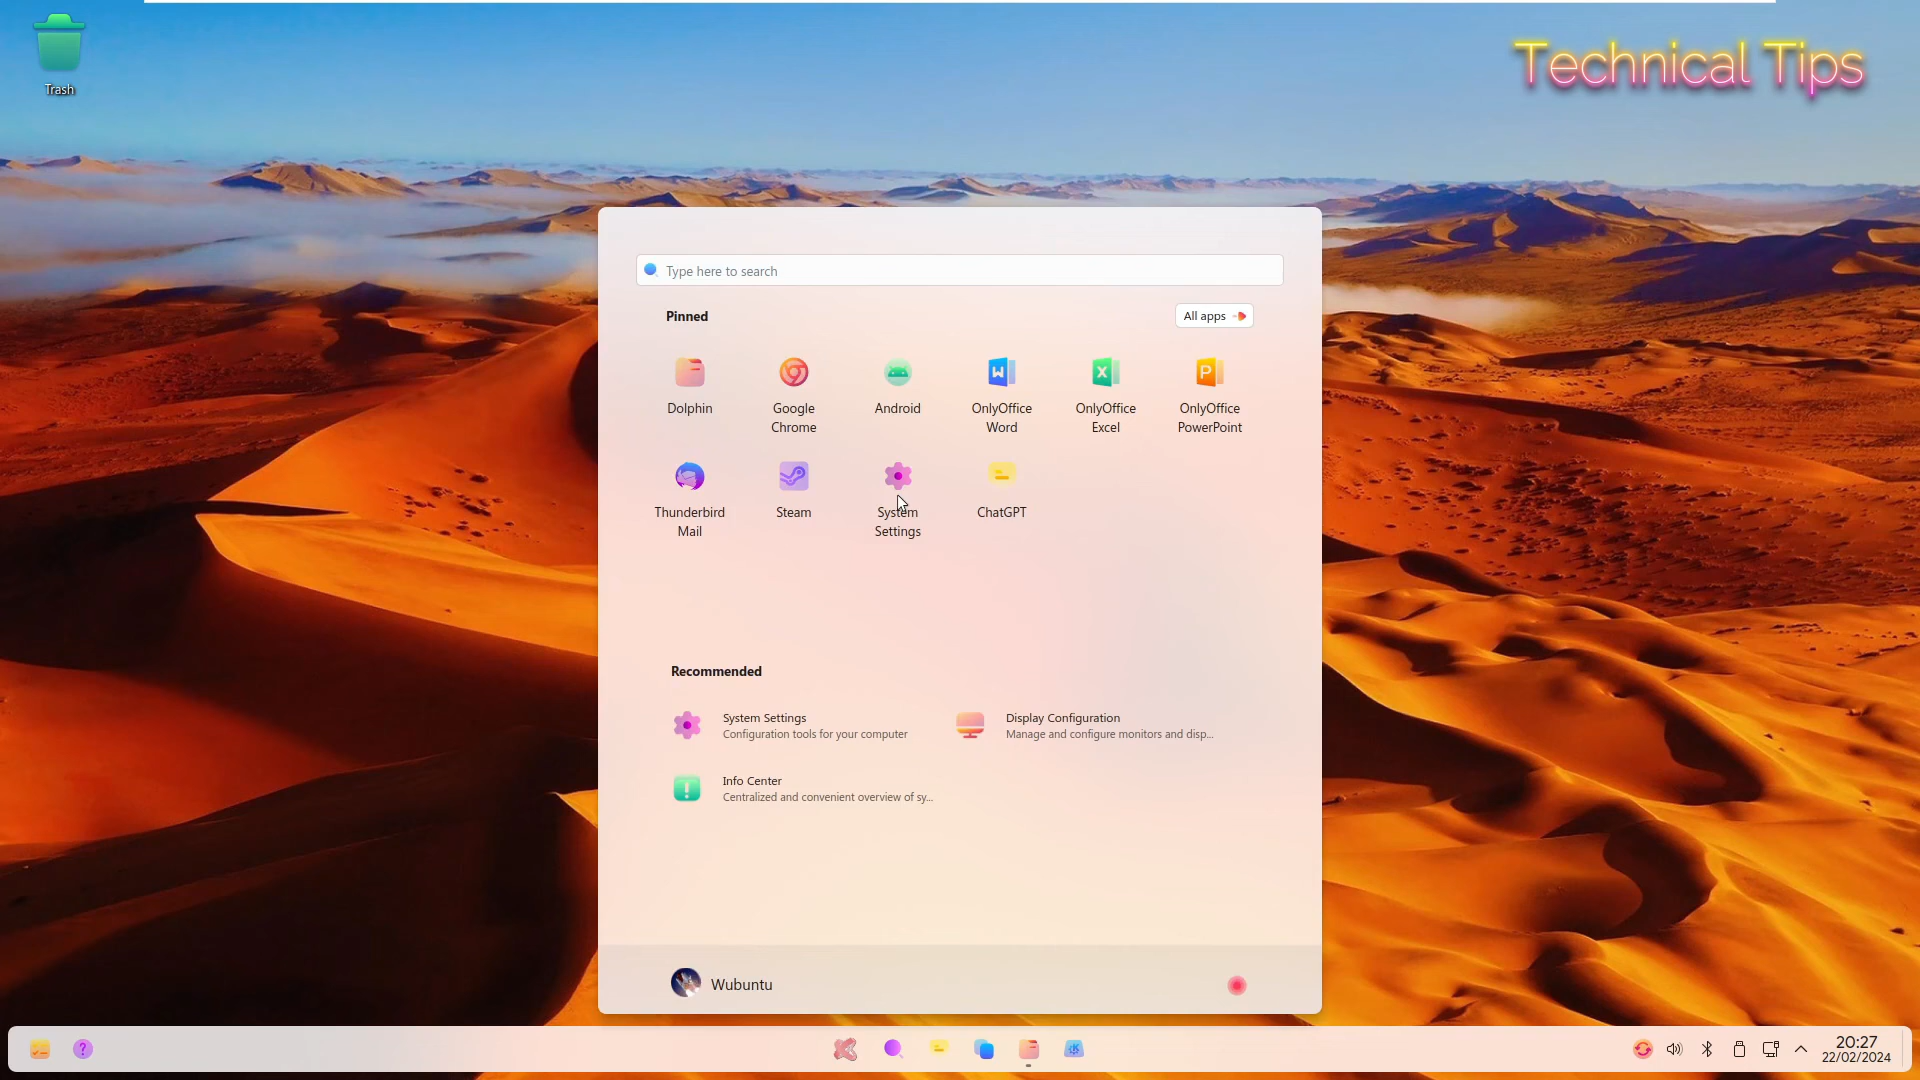 Trash
Technical Tips
Type here to search
Pinned
All apps
Dolphin
Google
Chrome
Android
OnlyOffice
Word
OnlyOffice
Excel
OnlyOffice
PowerPoint
Thunderbird
Mail
Steam
System
Settings
ChatGPT
Recommended
System Settings
Configuration tools for your computer
Display Configuration
Manage and configure monitors and disp...
Info Center
Centralized and convenient overview of sy...
Wubuntu
20:27
22/02/2024